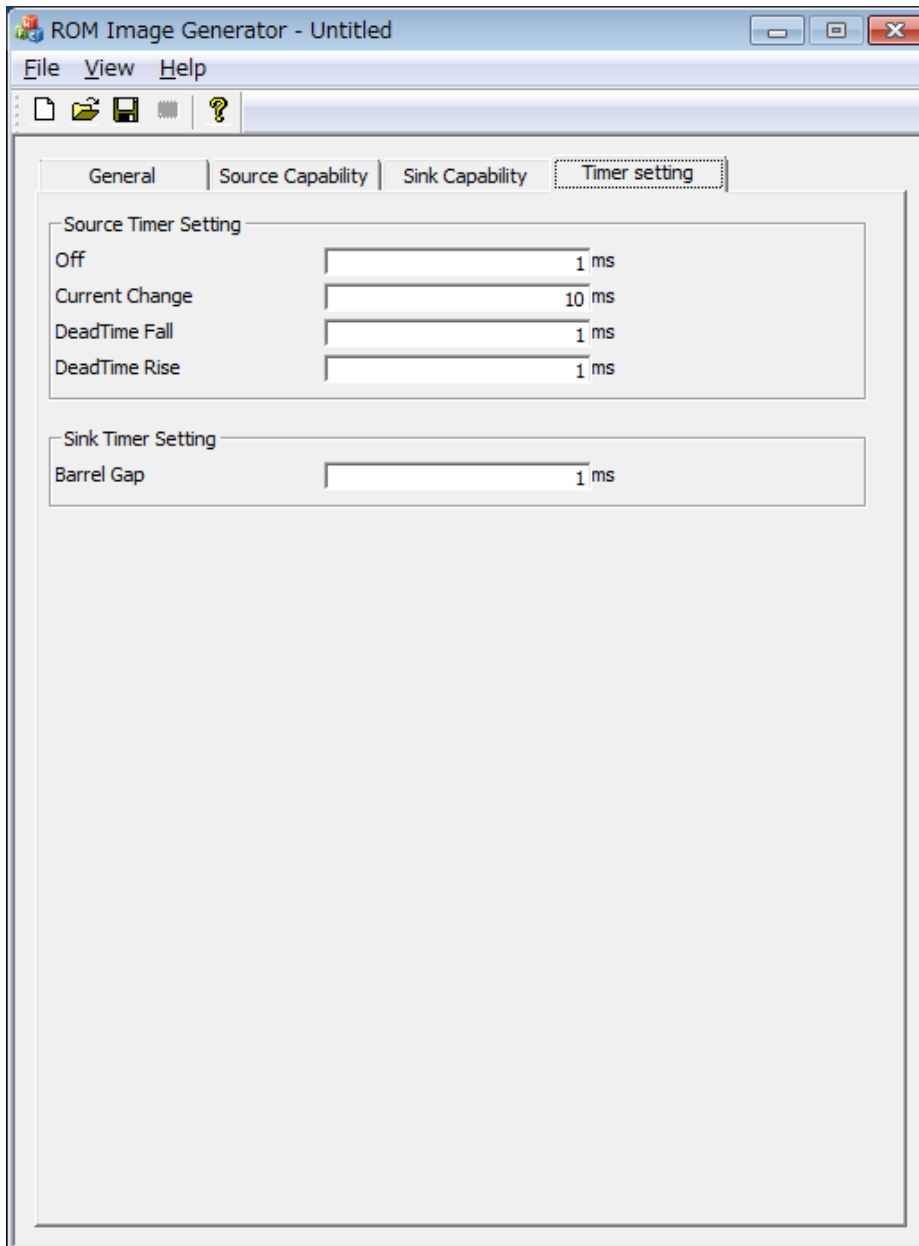 ROM Image Generator - Untitled
File View Help
General Source Capability Sink Capability Timer setting
Source Timer Setting
Off 1 ms
Current Change 10 ms
DeadTime Fall 1 ms
DeadTime Rise 1 ms
Sink Timer Setting
Barrel Gap 1 ms